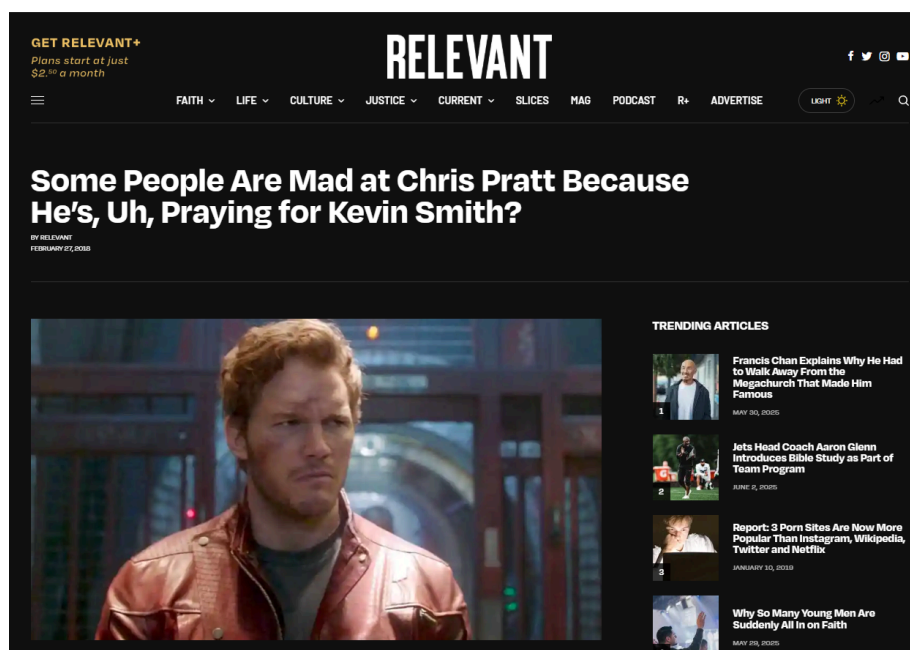 GET RELEVANT+
Plans start at just
$2.50 a month
RELEVANT
FAITH
LIFE
CULTURE
JUSTICE
CURRENT
SLICES
MAG
PODCAST
R+
ADVERTISE
LIGHT
Some People Are Mad at Chris Pratt Because
He's, Uh, Praying for Kevin Smith?
BY RELEVANT
FEBRUARY 27, 2018
TRENDING ARTICLES
1
Francis Chan Explains Why He Had
to Walk Away From the
Megachurch That Made Him
Famous
MAY 30, 2025
2
Jets Head Coach Aaron Glenn
Introduces Bible Study as Part of
Team Program
JUNE 2, 2025
3
Report: 3 Porn Sites Are Now More
Popular Than Instagram, Wikipedia,
Twitter and Netflix
JANUARY 10, 2019
Why So Many Young Men Are
Suddenly All In on Faith
MAY 29, 2025